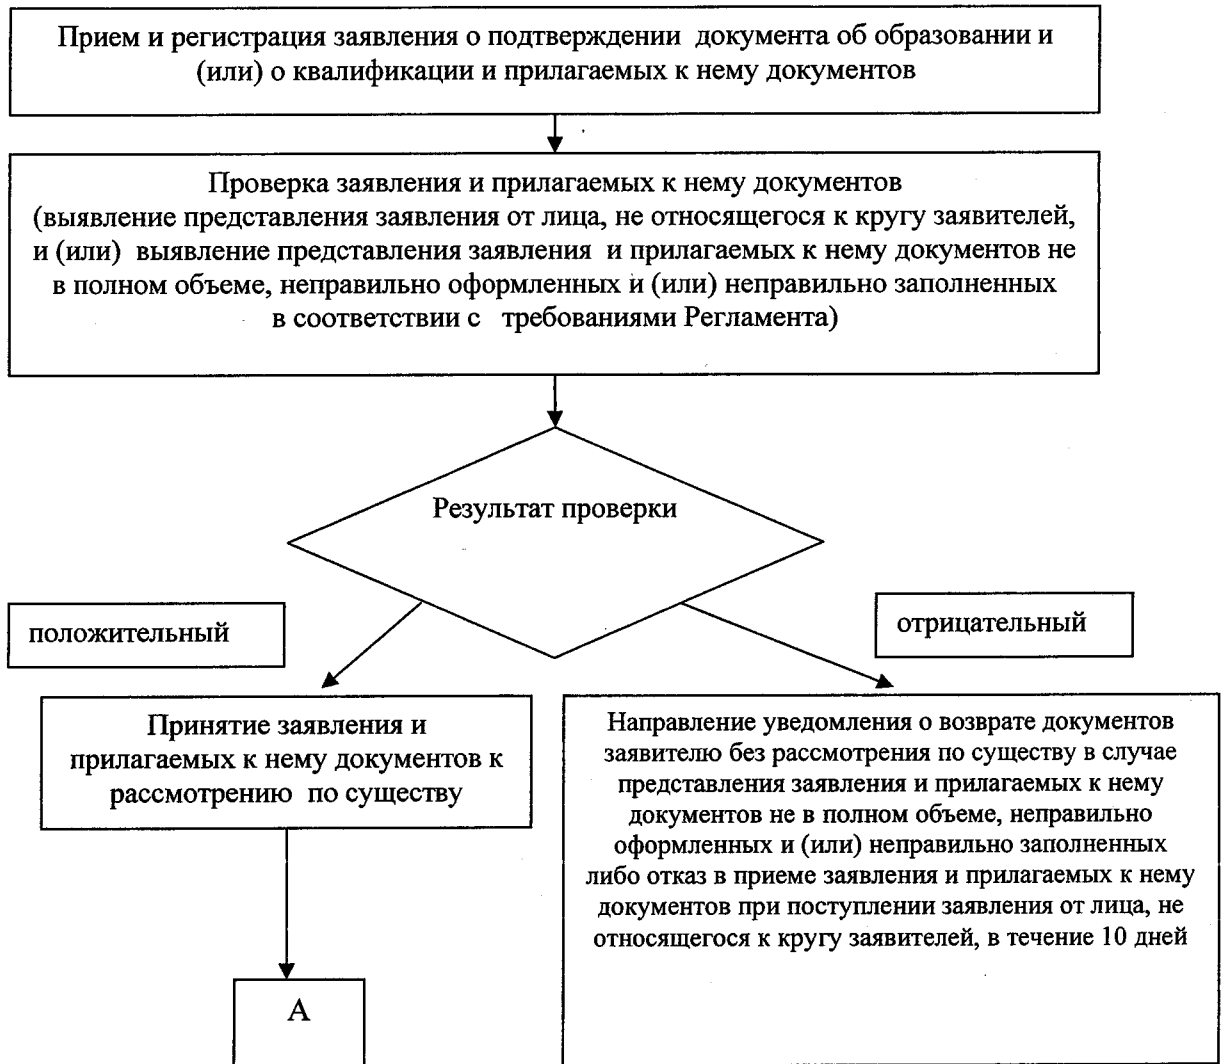 Прием и регистрация заявления о подтверждении документа об образовании и
(или) о квалификации и прилагаемых к нему документов
Проверка заявления и прилагаемых к нему документов
(выявление представления заявления от лица, не относящегося к кругу заявителей,
и (или) выявление представления заявления и прилагаемых к нему документов не
в полном объеме, неправильно оформленных и (или) неправильно заполненных
в соответствии с требованиями Регламента)
Результат проверки
положительный
отрицательный
Принятие заявления и
прилагаемых к нему документов к
рассмотрению по существу
Направление уведомления о возврате документов
заявителю без рассмотрения по существу в случае
представления заявления и прилагаемых к нему
документов не в полном объеме, неправильно
оформленных и (или) неправильно заполненных
либо отказ в приеме заявления и прилагаемых к нему
документов при поступлении заявления от лица, не
относящегося к кругу заявителей, в течение 10 дней
А